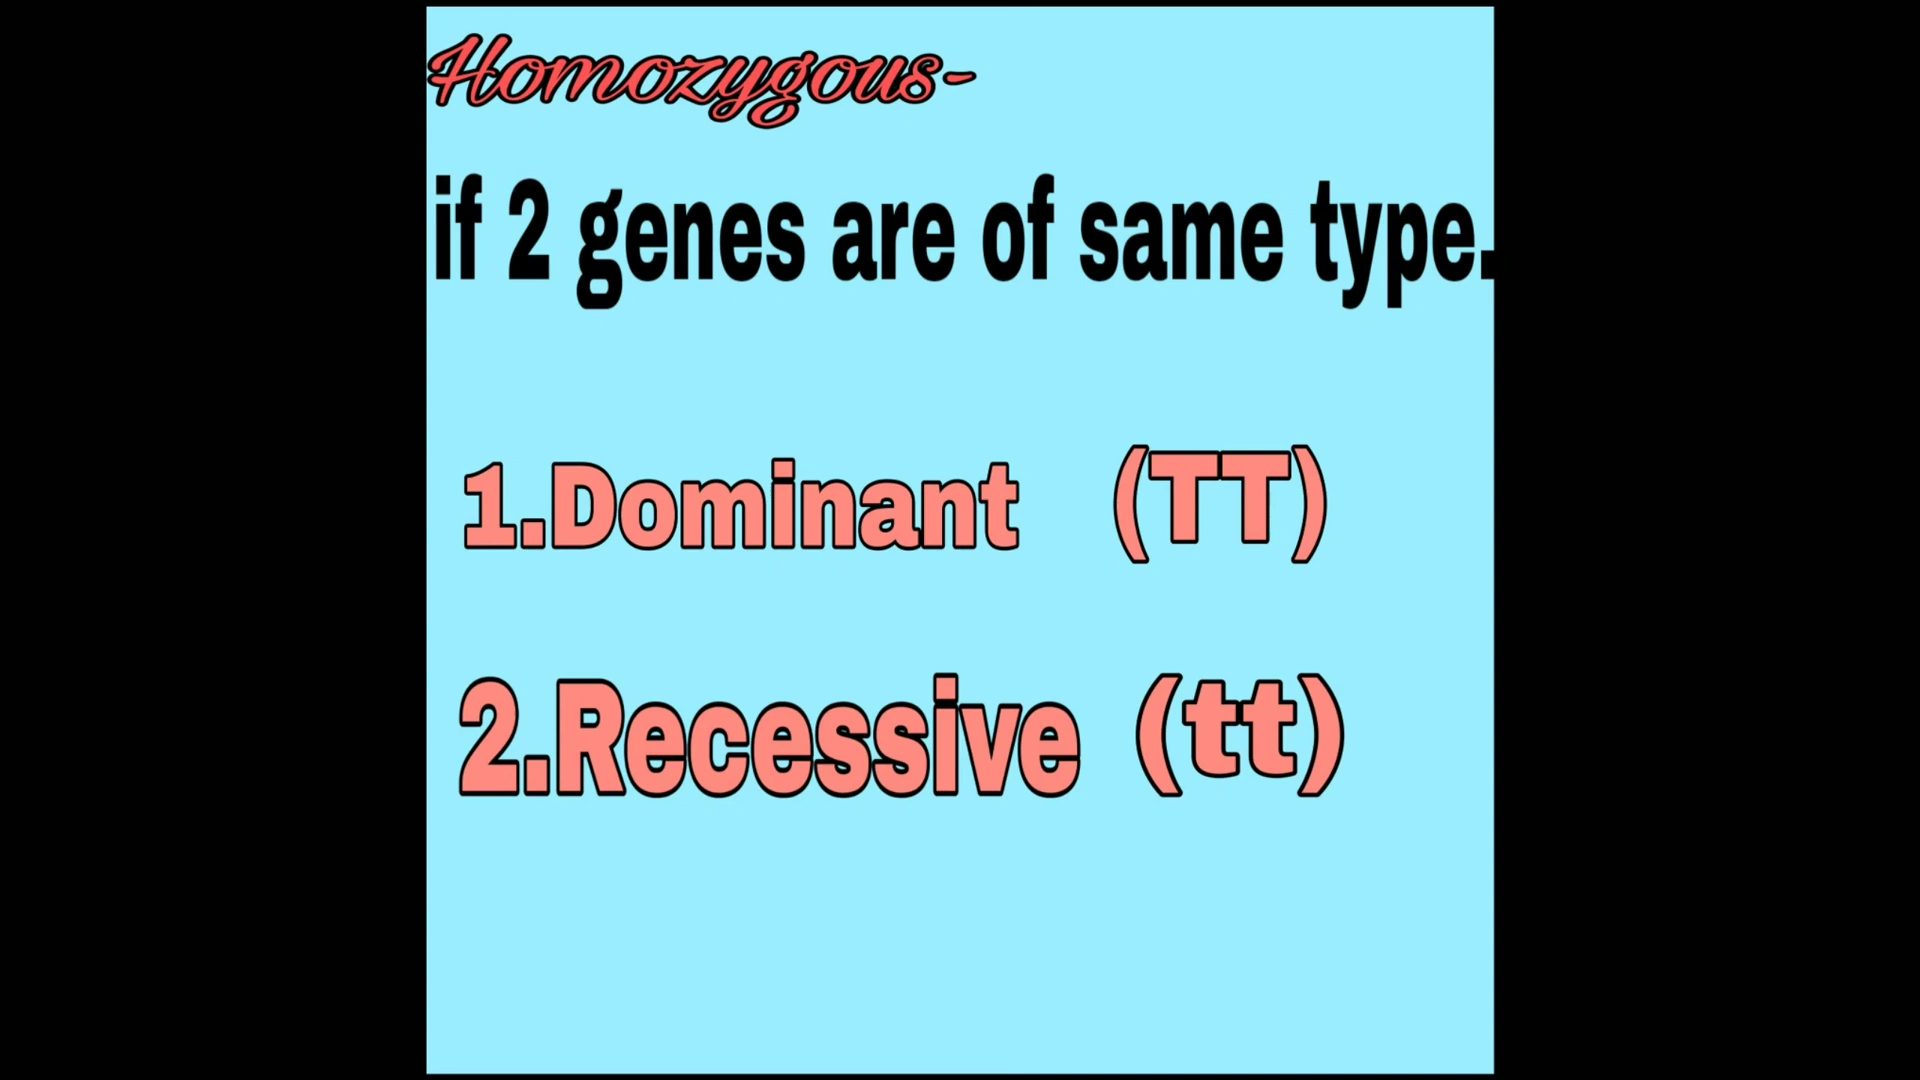 Homozygous-
if 2 genes are of same type.
1.Dominant (TT)
2.Recessive (tt)